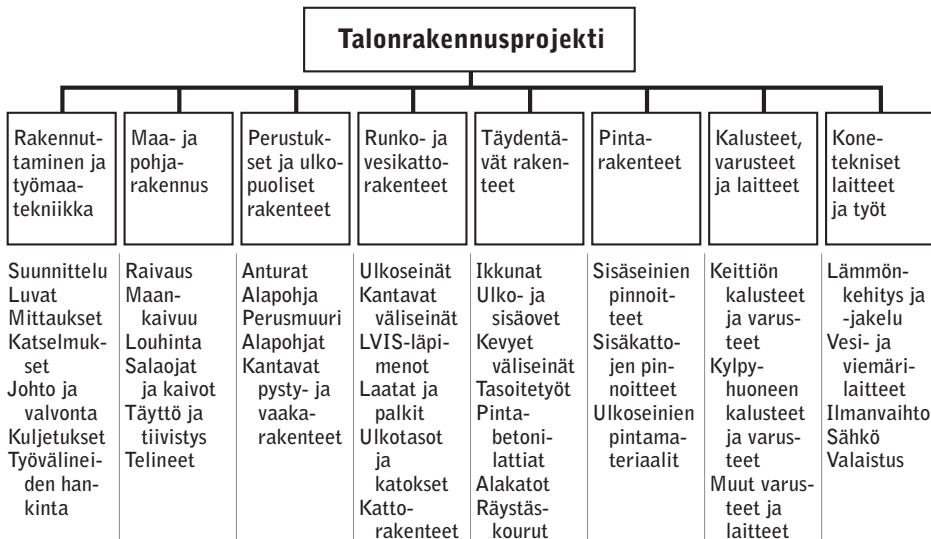 Talonrakennusprojekti
Rakennut-
taminen ja
työmaa-
tekniikka
Maa- ja
pohja-
rakennus
Perustuk-
set ja ulko-
puoliset
rakenteet
Runko- ja
vesikatto-
rakenteet
Täydentä-
vät raken-
teet
Pinta-
rakenteet
Kalusteet,
varusteet
ja laitteet
Kone-
tekniset
laitteet
ja työt
Suunnittelu
Luvat
Mittaukset
Katselmuk-
set
Johto ja
valvonta
Kuljetukset
Työvälinei-
den han-
kinta
Raivaus
Maan-
kaivuu
Louhinta
Salaojat
ja kaivot
Täyttö ja
tiivistys
Telineet
Anturat
Alapohja
Perusmuuri
Alapohjat
Kantavat
pysty- ja
vaaka-
rakenteet
Ulkoseinät
Kantavat
väliseinät
LVIS-läpi-
menot
Laatat ja
palkit
Ulkotasot
ja
katokset
Katto-
rakenteet
Ikkunat
Ulko- ja
sisäovet
Kevyet
väliseinät
Tasoitetyöt
Pinta-
betoni-
lattiat
Alakatot
Räystäs-
kourut
Sisäseinien
pinnoit-
teet
Sisäkatto-
jen pin-
noitteet
Ulkoseinien
pintama-
teriaalit
Keittiön
kalusteet
ja varus-
teet
Kylpy-
huoneen
kalusteet
ja varus-
teet
Muut varus-
teet ja
laitteet
Lämmön-
kehitys ja
-jakelu
Vesi- ja
viemäri-
laitteet
Ilmanvaihto
Sähkö
Valaistus